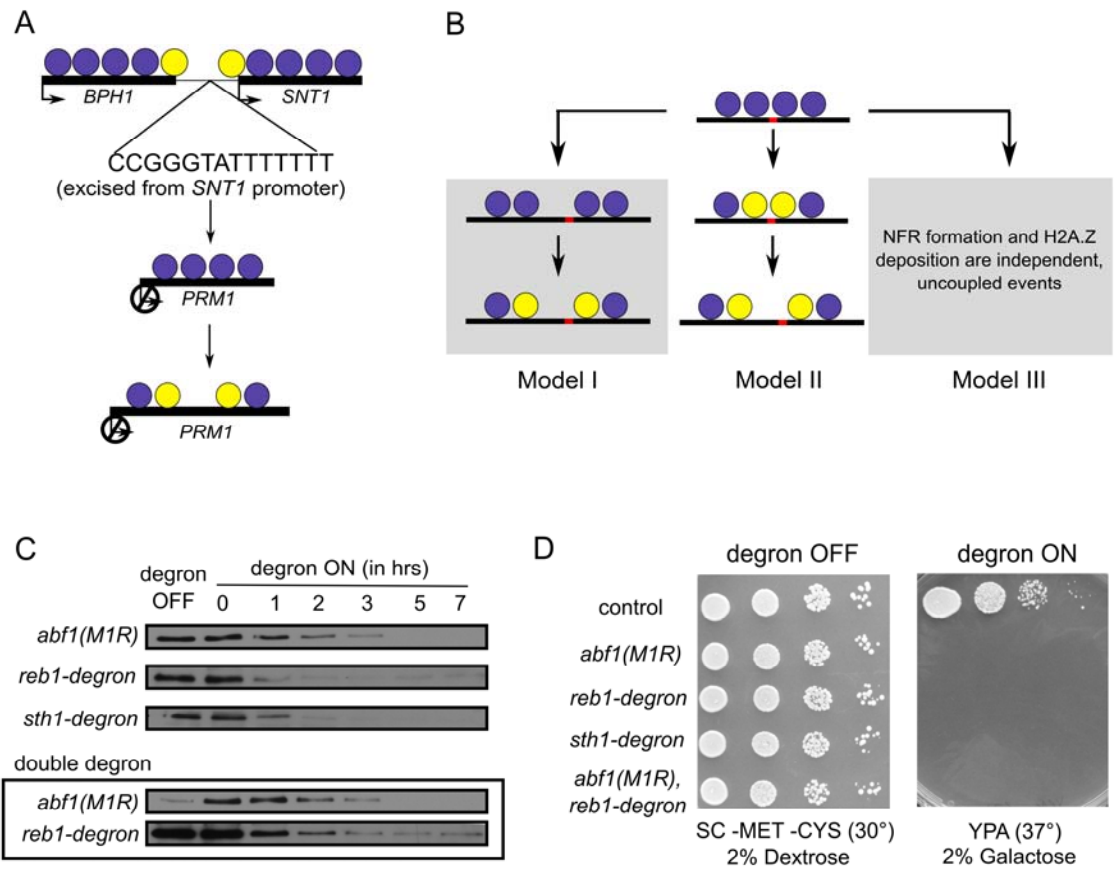 A
BPH1
SNT1
CCGGGTATTTTTTT
(excised from SNT1 promoter)
PRM1
PRM1
B
NFR formation and H2A.Z
deposition are independent,
uncoupled events
Model I
Model II
Model III
C
degron
OFF
degron ON (in hrs)
0 1 2 3 5 7
abf1(M1R)
reb1-degron
sth1-degron
double degron
abf1(M1R)
reb1-degron
D
degron OFF
degron ON
control
abf1(M1R)
reb1-degron
sth1-degron
abf1(M1R),
reb1-degron
SC -MET -CYS (30°)
2% Dextrose
YPA (37°)
2% Galactose